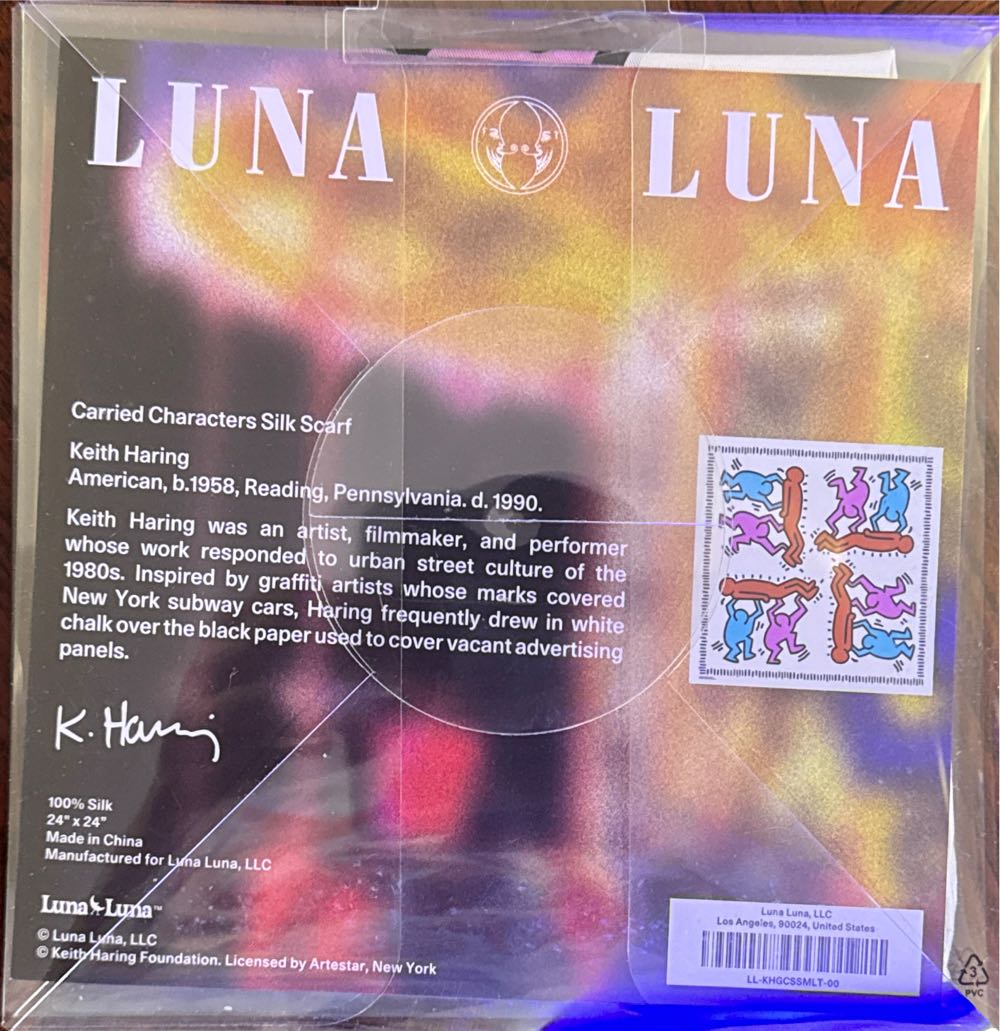 LUNA LUNA
Carried Characters Silk Scarf
Keith Haring
American, b.1958, Reading, Pennsylvania. d. 1990.
Keith Haring was an artist, filmmaker, and performer
whose work responded to urban street culture of the
1980s. Inspired by graffiti artists whose marks covered
New York subway cars, Haring frequently drew in white
chalk over the black paper used to cover vacant advertising
panels.
K. Haring
100% Silk
24" x 24"
Made in China
Manufactured for Luna Luna, LLC
Luna Luna™
© Luna Luna, LLC
© Keith Haring Foundation. Licensed by Artestar, New York
Luna Luna, LLC
Los Angeles, 90024, United States
LL-KHGCSSMLT-00
3
PVC